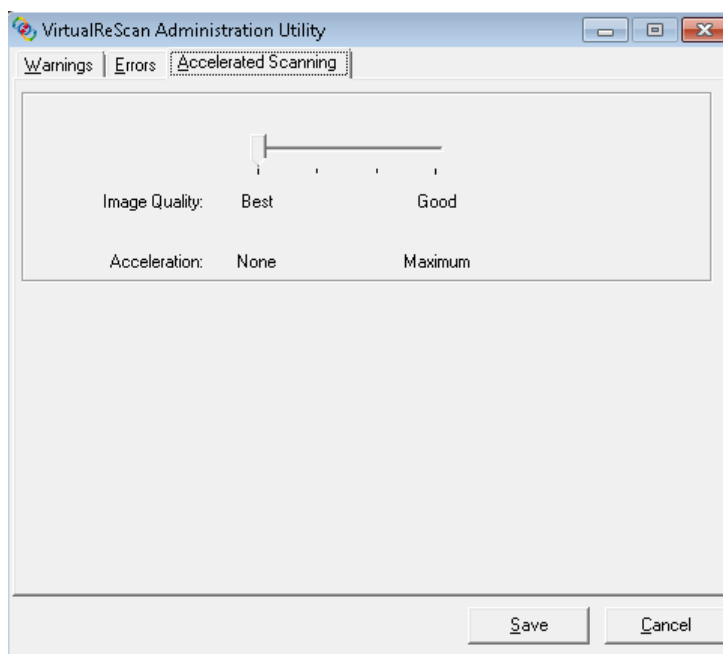 VirtualReScan Administration Utility
Warnings Errors Accelerated Scanning
Image Quality: Best Good
Acceleration: None Maximum
Save Cancel